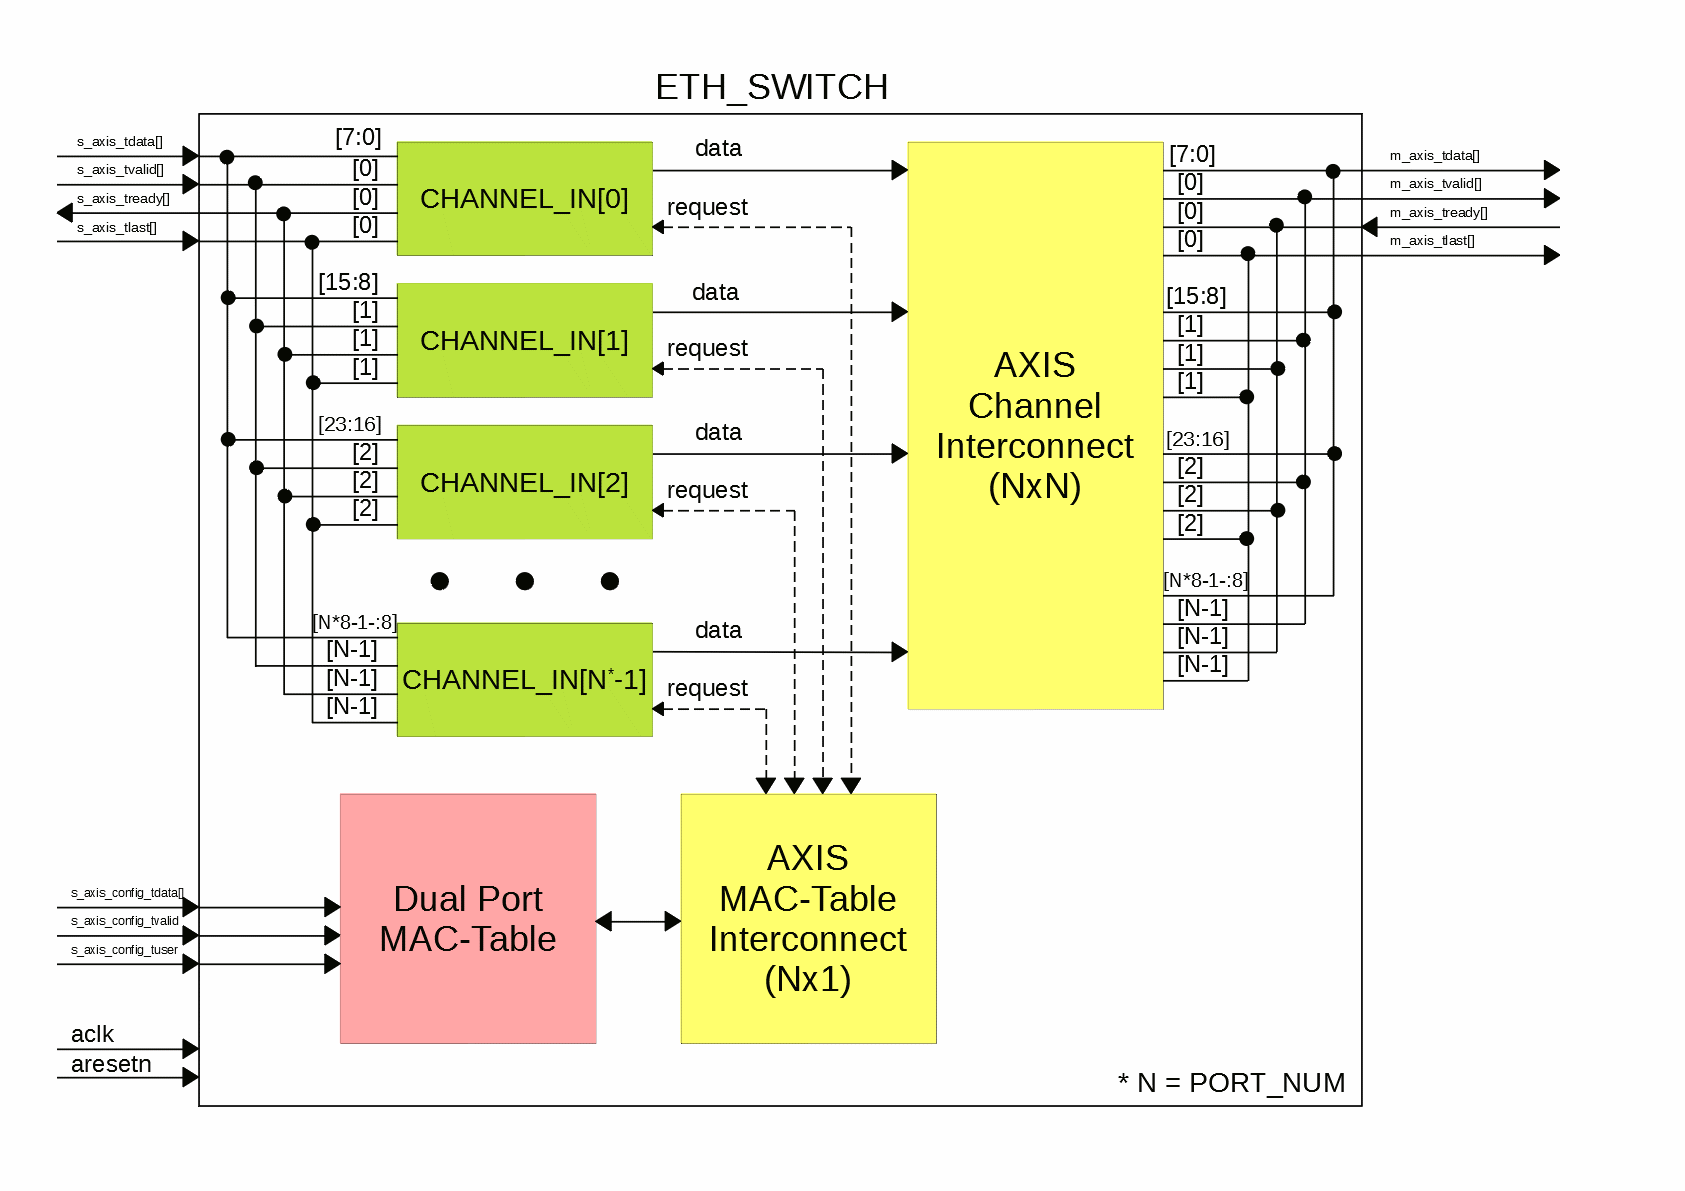 ETH_SWITCH
s_axis_tdata[]
s_axis_tvalid[]
s_axis_tready[]
s_axis_tlast[]
[7:0]
[0]
[0]
[0]
CHANNEL_IN[0]
data
request
[15:8]
[1]
[1]
[1]
CHANNEL_IN[1]
data
request
[23:16]
[2]
[2]
[2]
CHANNEL_IN[2]
data
request
[N*8-1-:8]
[N-1]
[N-1]
[N-1]
CHANNEL_IN[N*-1]
data
request
AXIS
Channel
Interconnect
(NxN)
[7:0]
[0]
[0]
[0]
[15:8]
[1]
[1]
[1]
[23:16]
[2]
[2]
[2]
[N*8-1-:8]
[N-1]
[N-1]
[N-1]
m_axis_tdata[]
m_axis_tvalid[]
m_axis_tready[]
m_axis_tlast[]
s_axis_config_tdata[]
s_axis_config_tvalid
s_axis_config_tuser
Dual Port
MAC-Table
AXIS
MAC-Table
Interconnect
(Nx1)
aclk
aresetn
* N = PORT_NUM